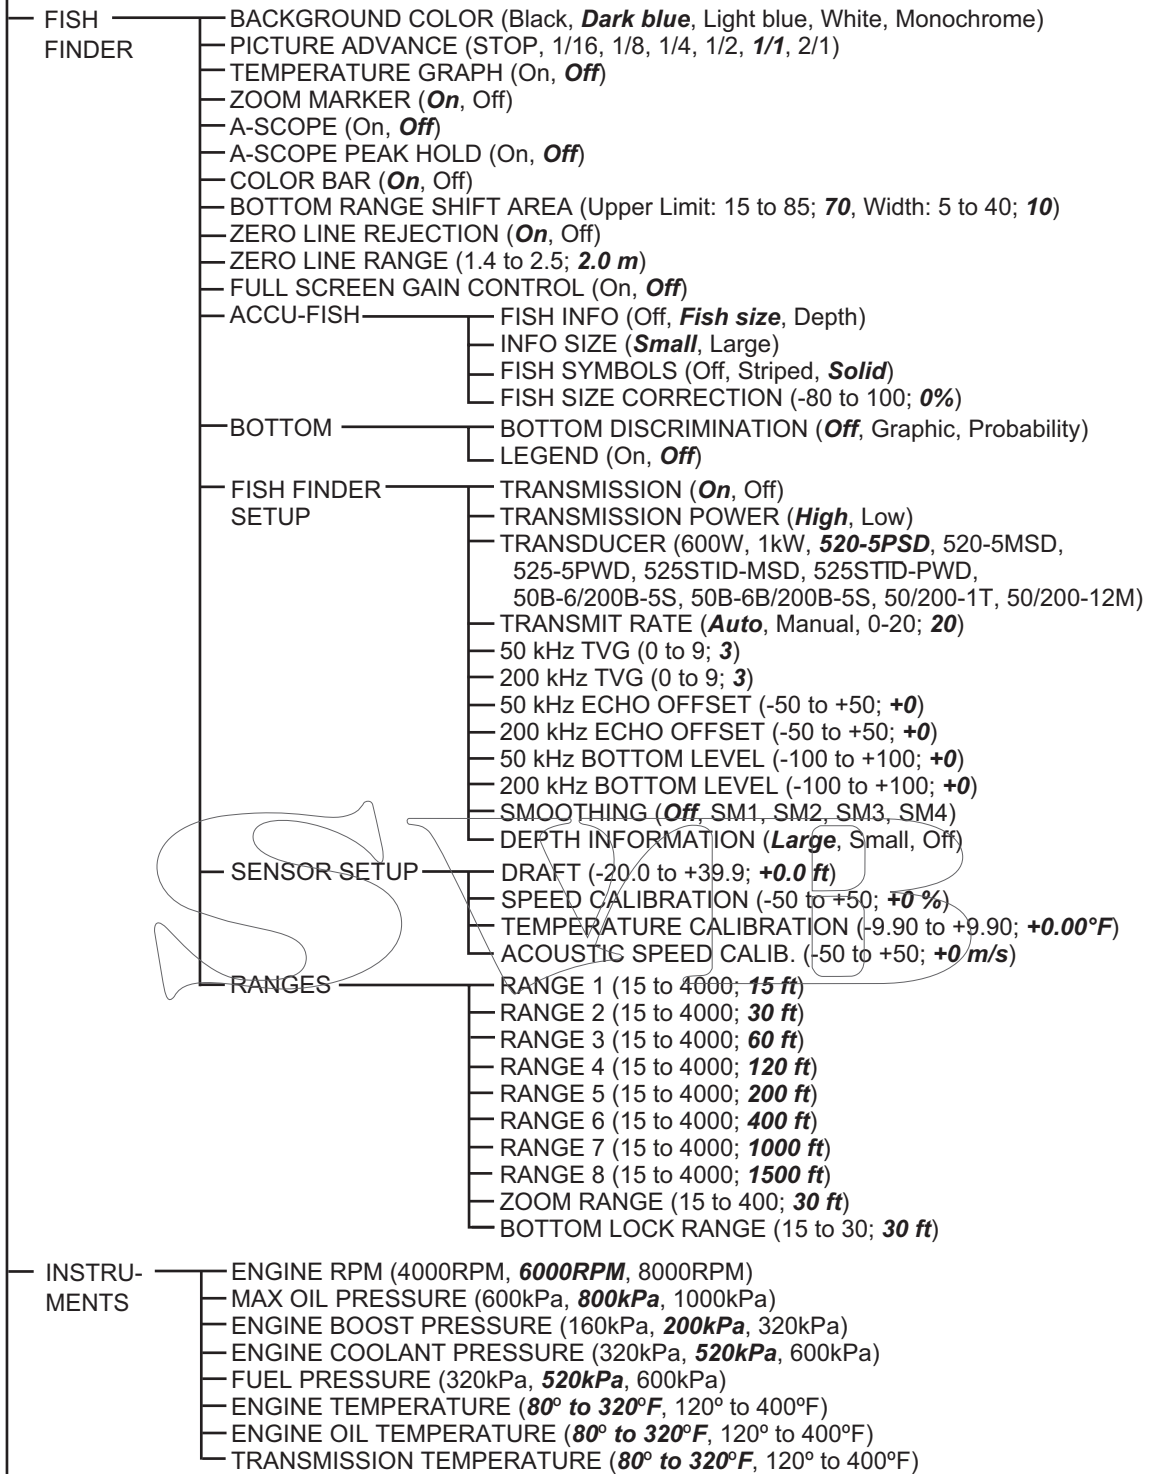 FISH FINDER
BACKGROUND COLOR (Black, Dark blue, Light blue, White, Monochrome)
PICTURE ADVANCE (STOP, 1/16, 1/8, 1/4, 1/2, 1/1, 2/1)
TEMPERATURE GRAPH (On, Off)
ZOOM MARKER (On, Off)
A-SCOPE (On, Off)
A-SCOPE PEAK HOLD (On, Off)
COLOR BAR (On, Off)
BOTTOM RANGE SHIFT AREA (Upper Limit: 15 to 85; 70, Width: 5 to 40; 10)
ZERO LINE REJECTION (On, Off)
ZERO LINE RANGE (1.4 to 2.5; 2.0 m)
FULL SCREEN GAIN CONTROL (On, Off)
ACCU-FISH
FISH INFO (Off, Fish size, Depth)
INFO SIZE (Small, Large)
FISH SYMBOLS (Off, Striped, Solid)
FISH SIZE CORRECTION (-80 to 100; 0%)
BOTTOM
BOTTOM DISCRIMINATION (Off, Graphic, Probability)
LEGEND (On, Off)
FISH FINDER
SETUP
TRANSMISSION (On, Off)
TRANSMISSION POWER (High, Low)
TRANSDUCER (600W, 1kW, 520-5PSD, 520-5MSD,
525-5PWD, 525STID-MSD, 525STID-PWD,
50B-6/200B-5S, 50B-6B/200B-5S, 50/200-1T, 50/200-12M)
TRANSMIT RATE (Auto, Manual, 0-20; 20)
50 kHz TVG (0 to 9; 3)
200 kHz TVG (0 to 9; 3)
50 kHz ECHO OFFSET (-50 to +50; +0)
200 kHz ECHO OFFSET (-50 to +50; +0)
50 kHz BOTTOM LEVEL (-100 to +100; +0)
200 kHz BOTTOM LEVEL (-100 to +100; +0)
SMOOTHING (Off, SM1, SM2, SM3, SM4)
DEPTH INFORMATION (Large, Small, Off)
SENSOR SETUP
DRAFT (-20.0 to +39.9; +0.0 ft)
SPEED CALIBRATION (-50 to +50; +0 %)
TEMPERATURE CALIBRATION (-9.90 to +9.90; +0.00°F)
ACOUSTIC SPEED CALIB. (-50 to +50; +0 m/s)
RANGES
RANGE 1 (15 to 4000; 15 ft)
RANGE 2 (15 to 4000; 30 ft)
RANGE 3 (15 to 4000; 60 ft)
RANGE 4 (15 to 4000; 120 ft)
RANGE 5 (15 to 4000; 200 ft)
RANGE 6 (15 to 4000; 400 ft)
RANGE 7 (15 to 4000; 1000 ft)
RANGE 8 (15 to 4000; 1500 ft)
ZOOM RANGE (15 to 400; 30 ft)
BOTTOM LOCK RANGE (15 to 30; 30 ft)
INSTRU-
MENTS
ENGINE RPM (4000RPM, 6000RPM, 8000RPM)
MAX OIL PRESSURE (600kPa, 800kPa, 1000kPa)
ENGINE BOOST PRESSURE (160kPa, 200kPa, 320kPa)
ENGINE COOLANT PRESSURE (320kPa, 520kPa, 600kPa)
FUEL PRESSURE (320kPa, 520kPa, 600kPa)
ENGINE TEMPERATURE (80º to 320ºF, 120º to 400ºF)
ENGINE OIL TEMPERATURE (80º to 320ºF, 120º to 400ºF)
TRANSMISSION TEMPERATURE (80º to 320ºF, 120º to 400ºF)